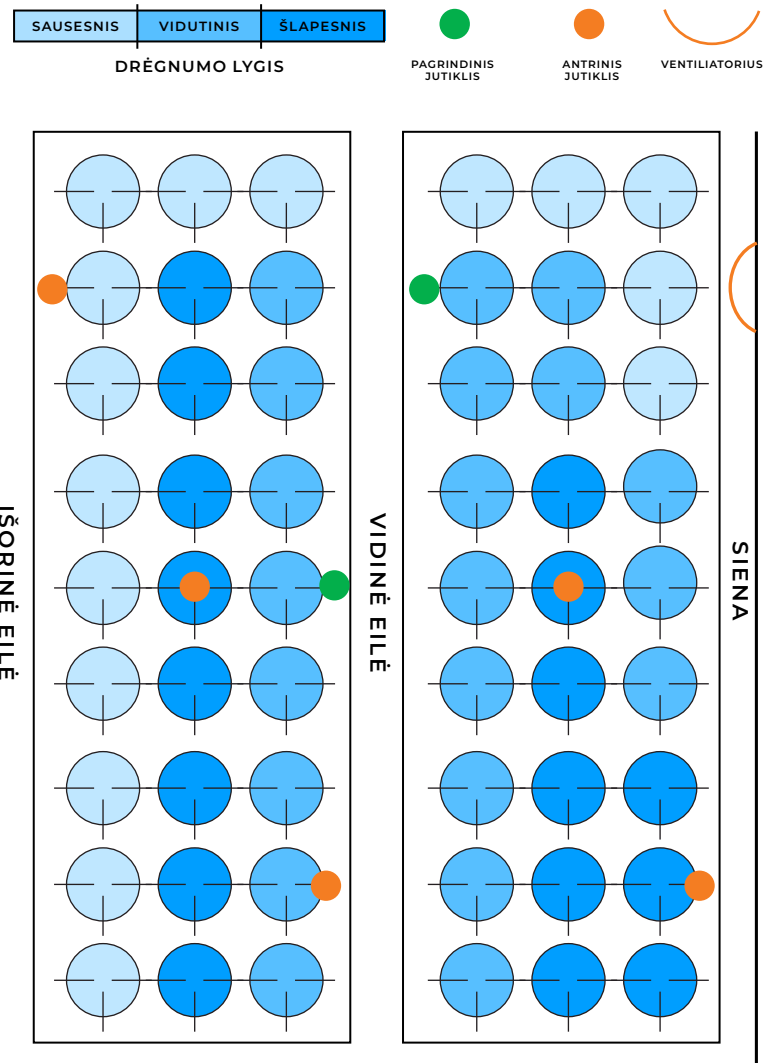 SAUSESNIS
VIDUTINIS
ŠLAPESNIS
DRĖGNUMO LYGIS
PAGRINDINIS
JUTIKLIS
ANTRINIS
JUTIKLIS
VENTILIATORIUS
IŠORINĖ EILĖ
VIDINĖ EILĖ
SIENA